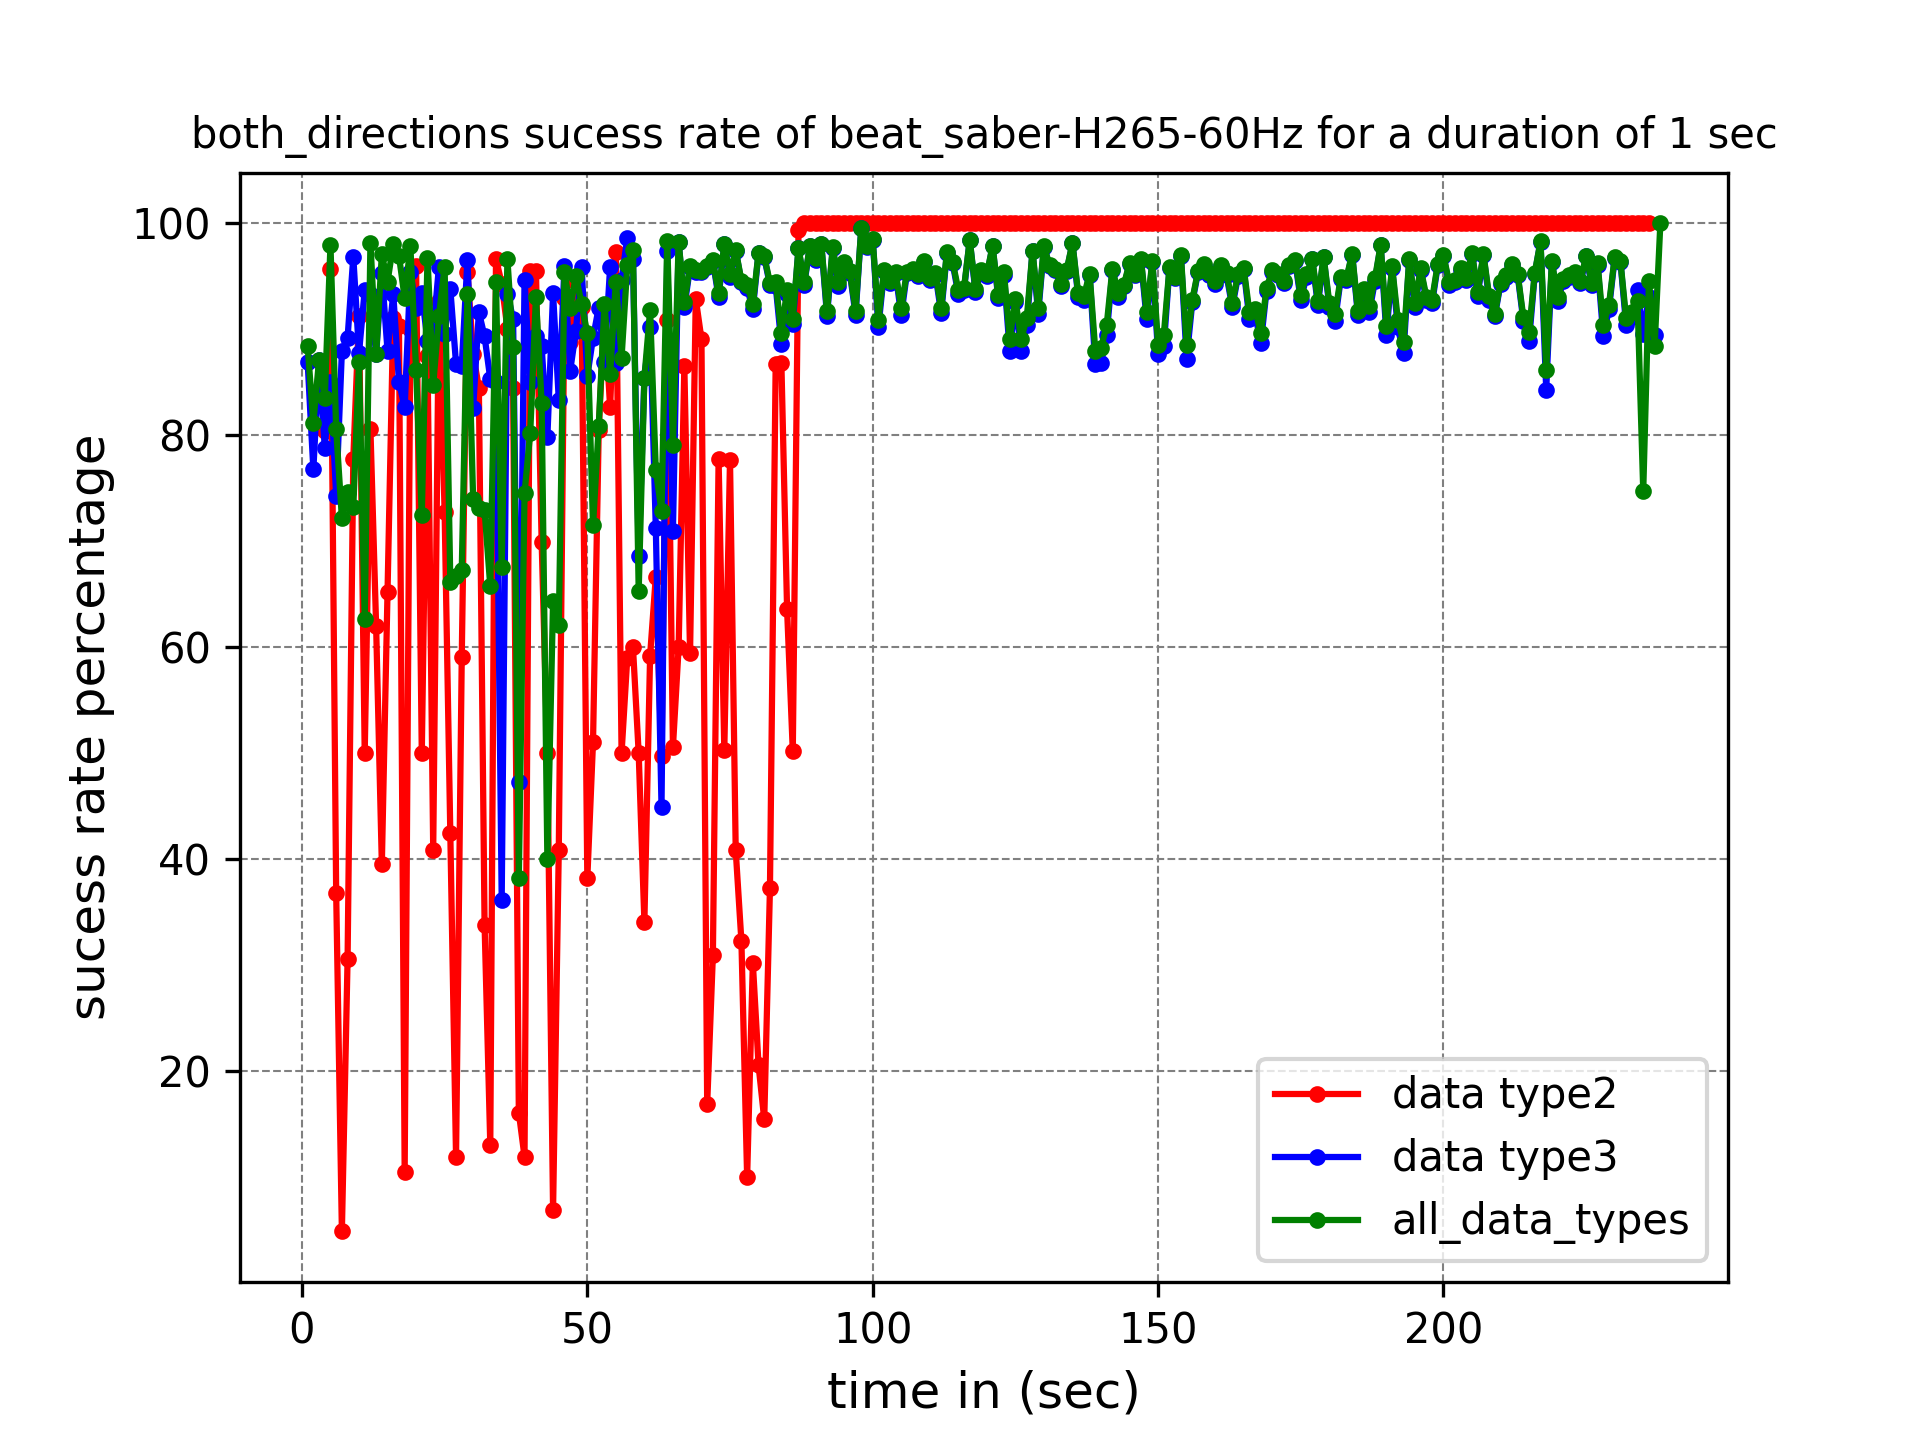 both_directions sucess rate of beat_saber-H265-60Hz for a duration of 1 sec
sucess rate percentage
100
80
60
40
20
0
50
100
150
200
time in (sec)
data type2
data type3
all_data_types